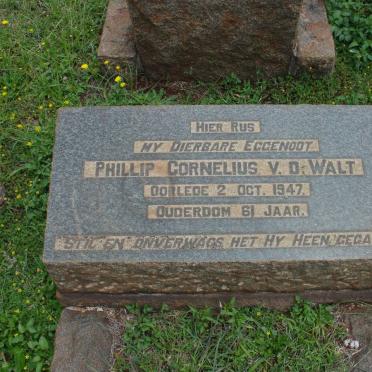 HIER RUS
MY DIERBARE EGGENOOT
PHILLIP CORNELIUS V. D. WALT
OORLEDE 2 OCT. 1947.
OUDERDOM 61 JAAR.
STIL EN ONVERWAGS HET HY HEEN GEGA